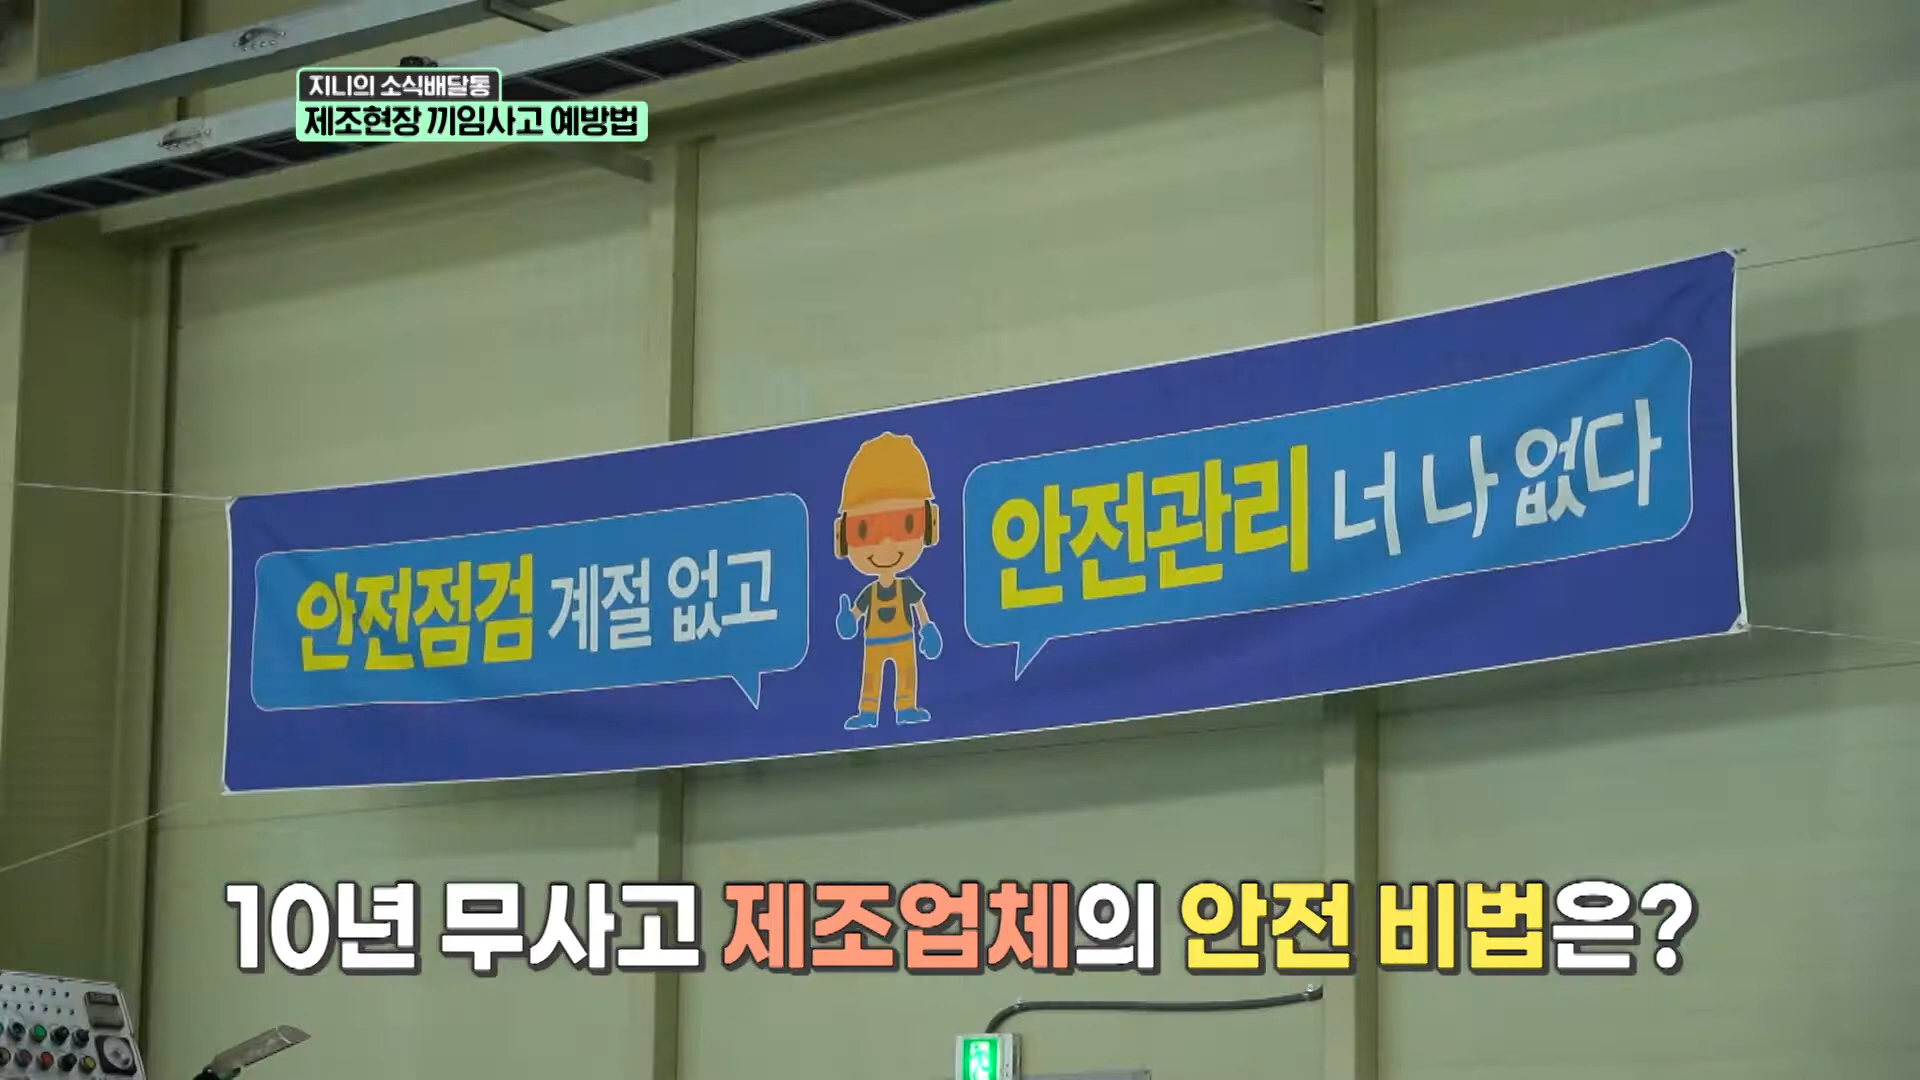 지니의 소식배달통
제조현장 끼임사고 예방법
안전점검 계절 없고
안전관리 너 나 없다
10년 무사고 제조업체의 안전 비법은?